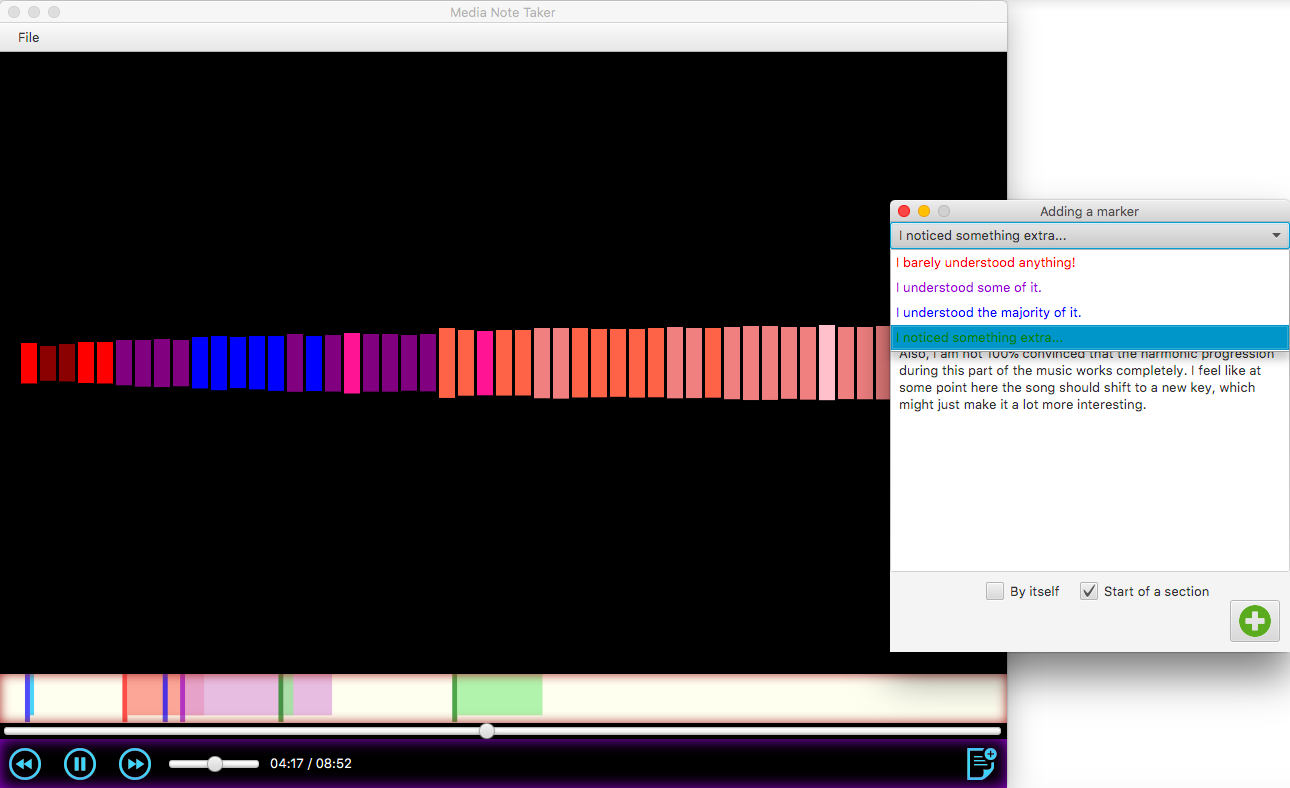 Media Note Taker
File
Adding a marker
I noticed something extra...
I barely understood anything!
I understood some of it.
I understood the majority of it.
I noticed something extra...
Also, I am not 100% convinced that the harmonic progression
during this part of the music works completely. I feel like at
some point here the song should shift to a new key, which
might just make it a lot more interesting.
By itself
Start of a section
04:17 / 08:52